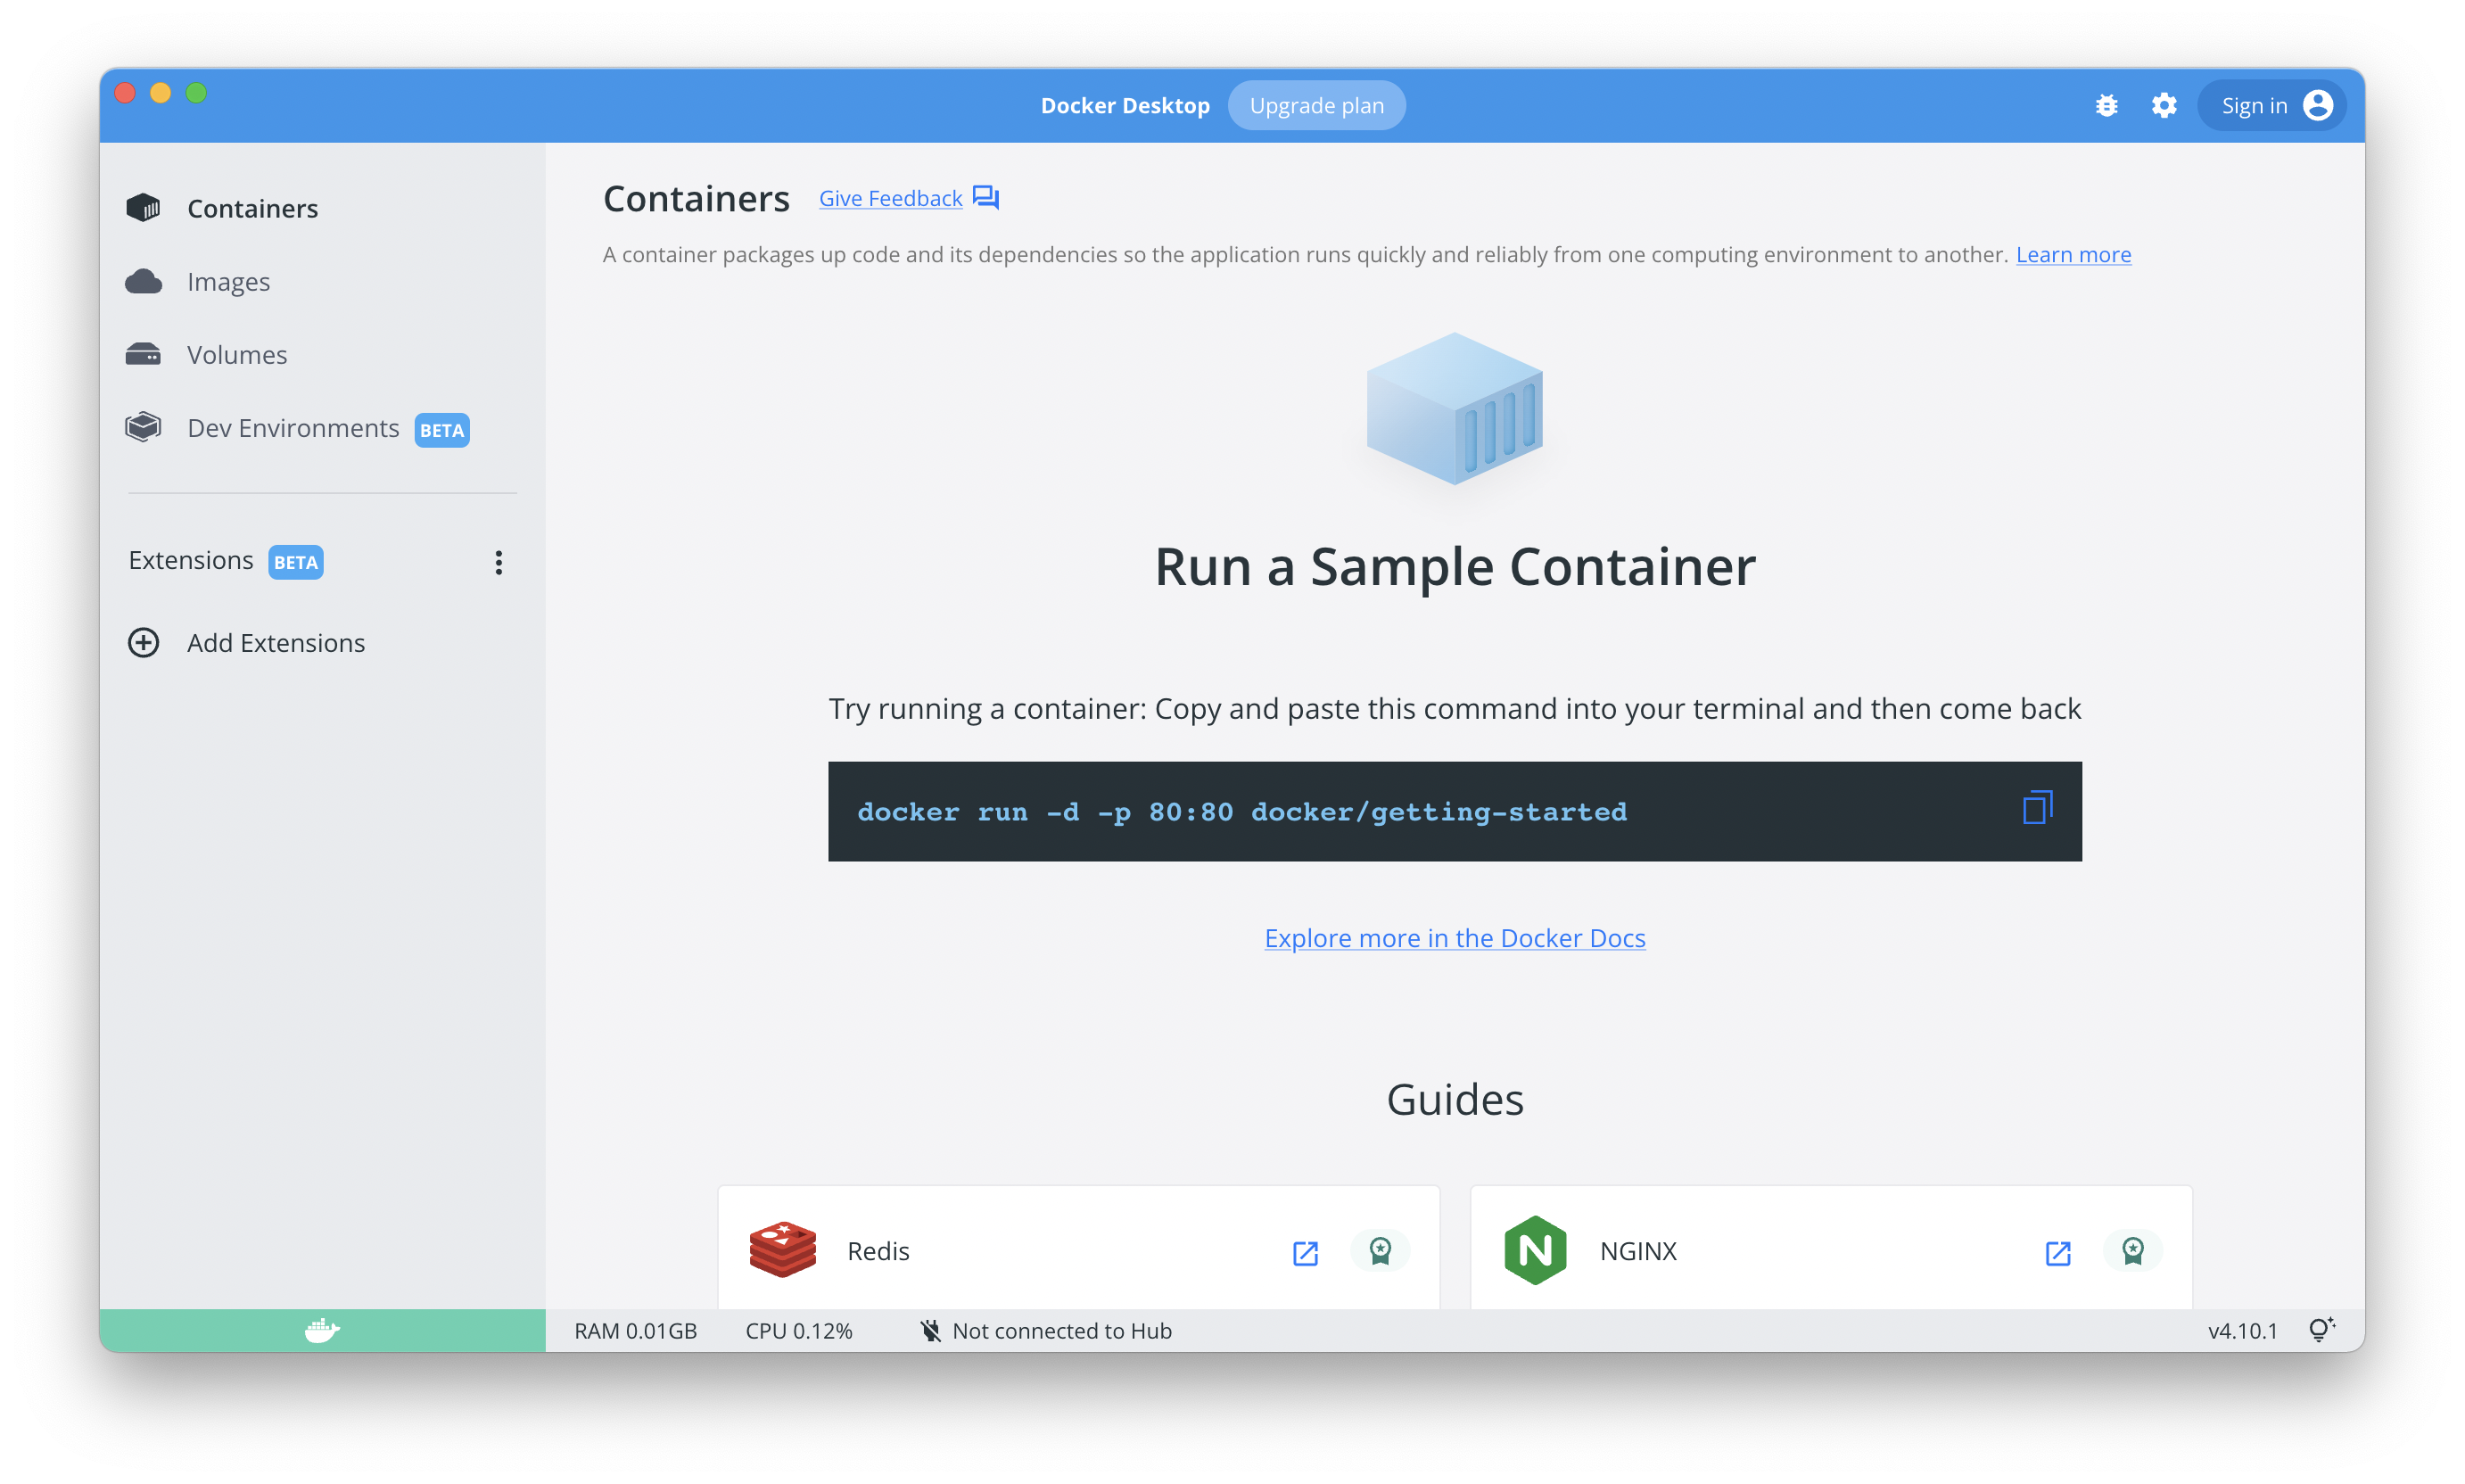 Docker Desktop Upgrade plan Sign in
Containers
Images
Volumes
Dev Environments BETA
Extensions BETA
Add Extensions
Containers Give Feedback
A container packages up code and its dependencies so the application runs quickly and reliably from one computing environment to another. Learn more
Run a Sample Container
Try running a container: Copy and paste this command into your terminal and then come back
docker run -d -p 80:80 docker/getting-started
Explore more in the Docker Docs
Guides
Redis
NGINX
RAM 0.01GB CPU 0.12% Not connected to Hub v4.10.1